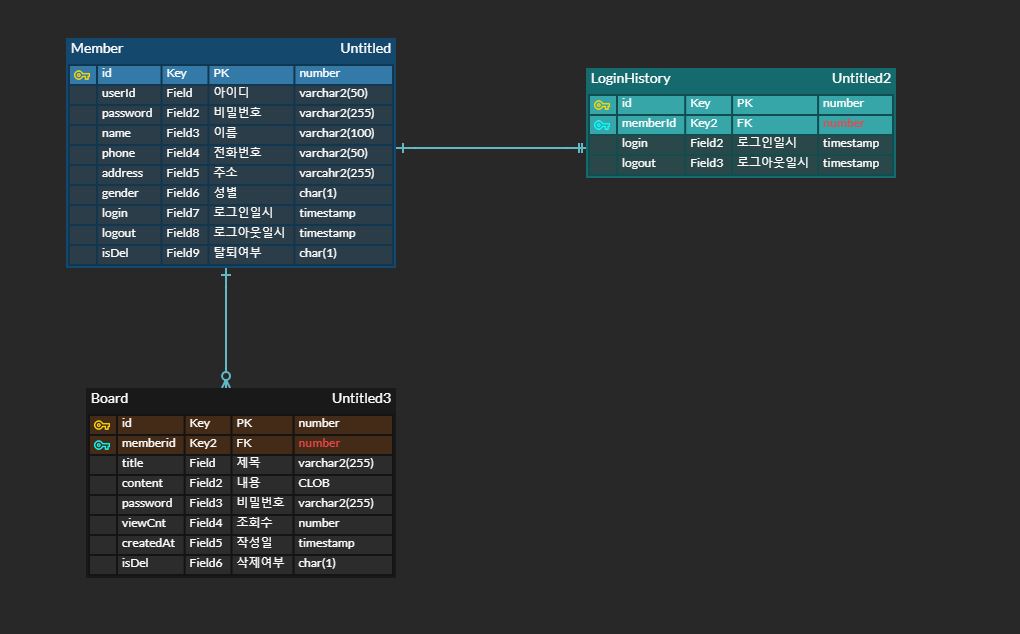 Member Untitled
id Key PK number
userId Field 아이디 varchar2(50)
password Field2 비밀번호 varchar2(255)
name Field3 이름 varchar2(100)
phone Field4 전화번호 varchar2(50)
address Field5 주소 varcahr2(255)
gender Field6 성별 char(1)
login Field7 로그인일시 timestamp
logout Field8 로그아웃일시 timestamp
isDel Field9 탈퇴여부 char(1)
LoginHistory Untitled2
id Key PK number
memberId Key2 FK number
login Field2 로그인일시 timestamp
logout Field3 로그아웃일시 timestamp
Board Untitled3
id Key PK number
memberid Key2 FK number
title Field 제목 varchar2(255)
content Field2 내용 CLOB
password Field3 비밀번호 varchar2(255)
viewCnt Field4 조회수 number
createdAt Field5 작성일 timestamp
isDel Field6 삭제여부 char(1)